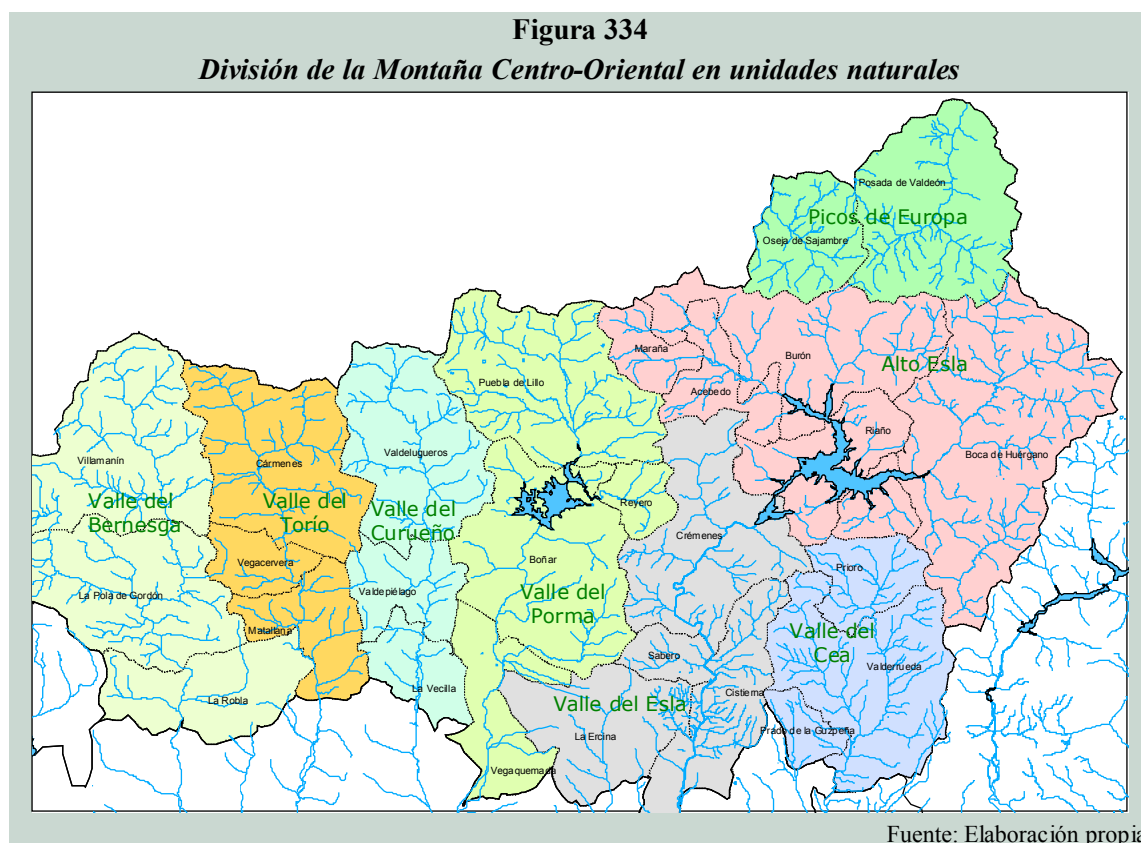 Figura 334
División de la Montaña Centro-Oriental en unidades naturales
Posada de Valdeón
Picos de Europa
Oseja de Sajambre
Maraña
Burón
Alto Esla
Puebla de Lillo
Acebedo
Riaño
Valdelugueros
Boca de Huérgano
Villamanín
Cármenes
Valle del
Bernesga
Valle del
Torío
Valle del
Curueño
Reyero
Crémenes
Boñar
Vegacervera
Prioro
Valdepiélago
La Pola de Gordón
Valle del
Porma
Matallana
Valle del
Cea
Sabero
Valderrueda
La Vecilla
Cistierna
La Robla
Valle del Esla
La Ercina
Prado de la Guzpeña
Vegaquemada
Fuente: Elaboración propia